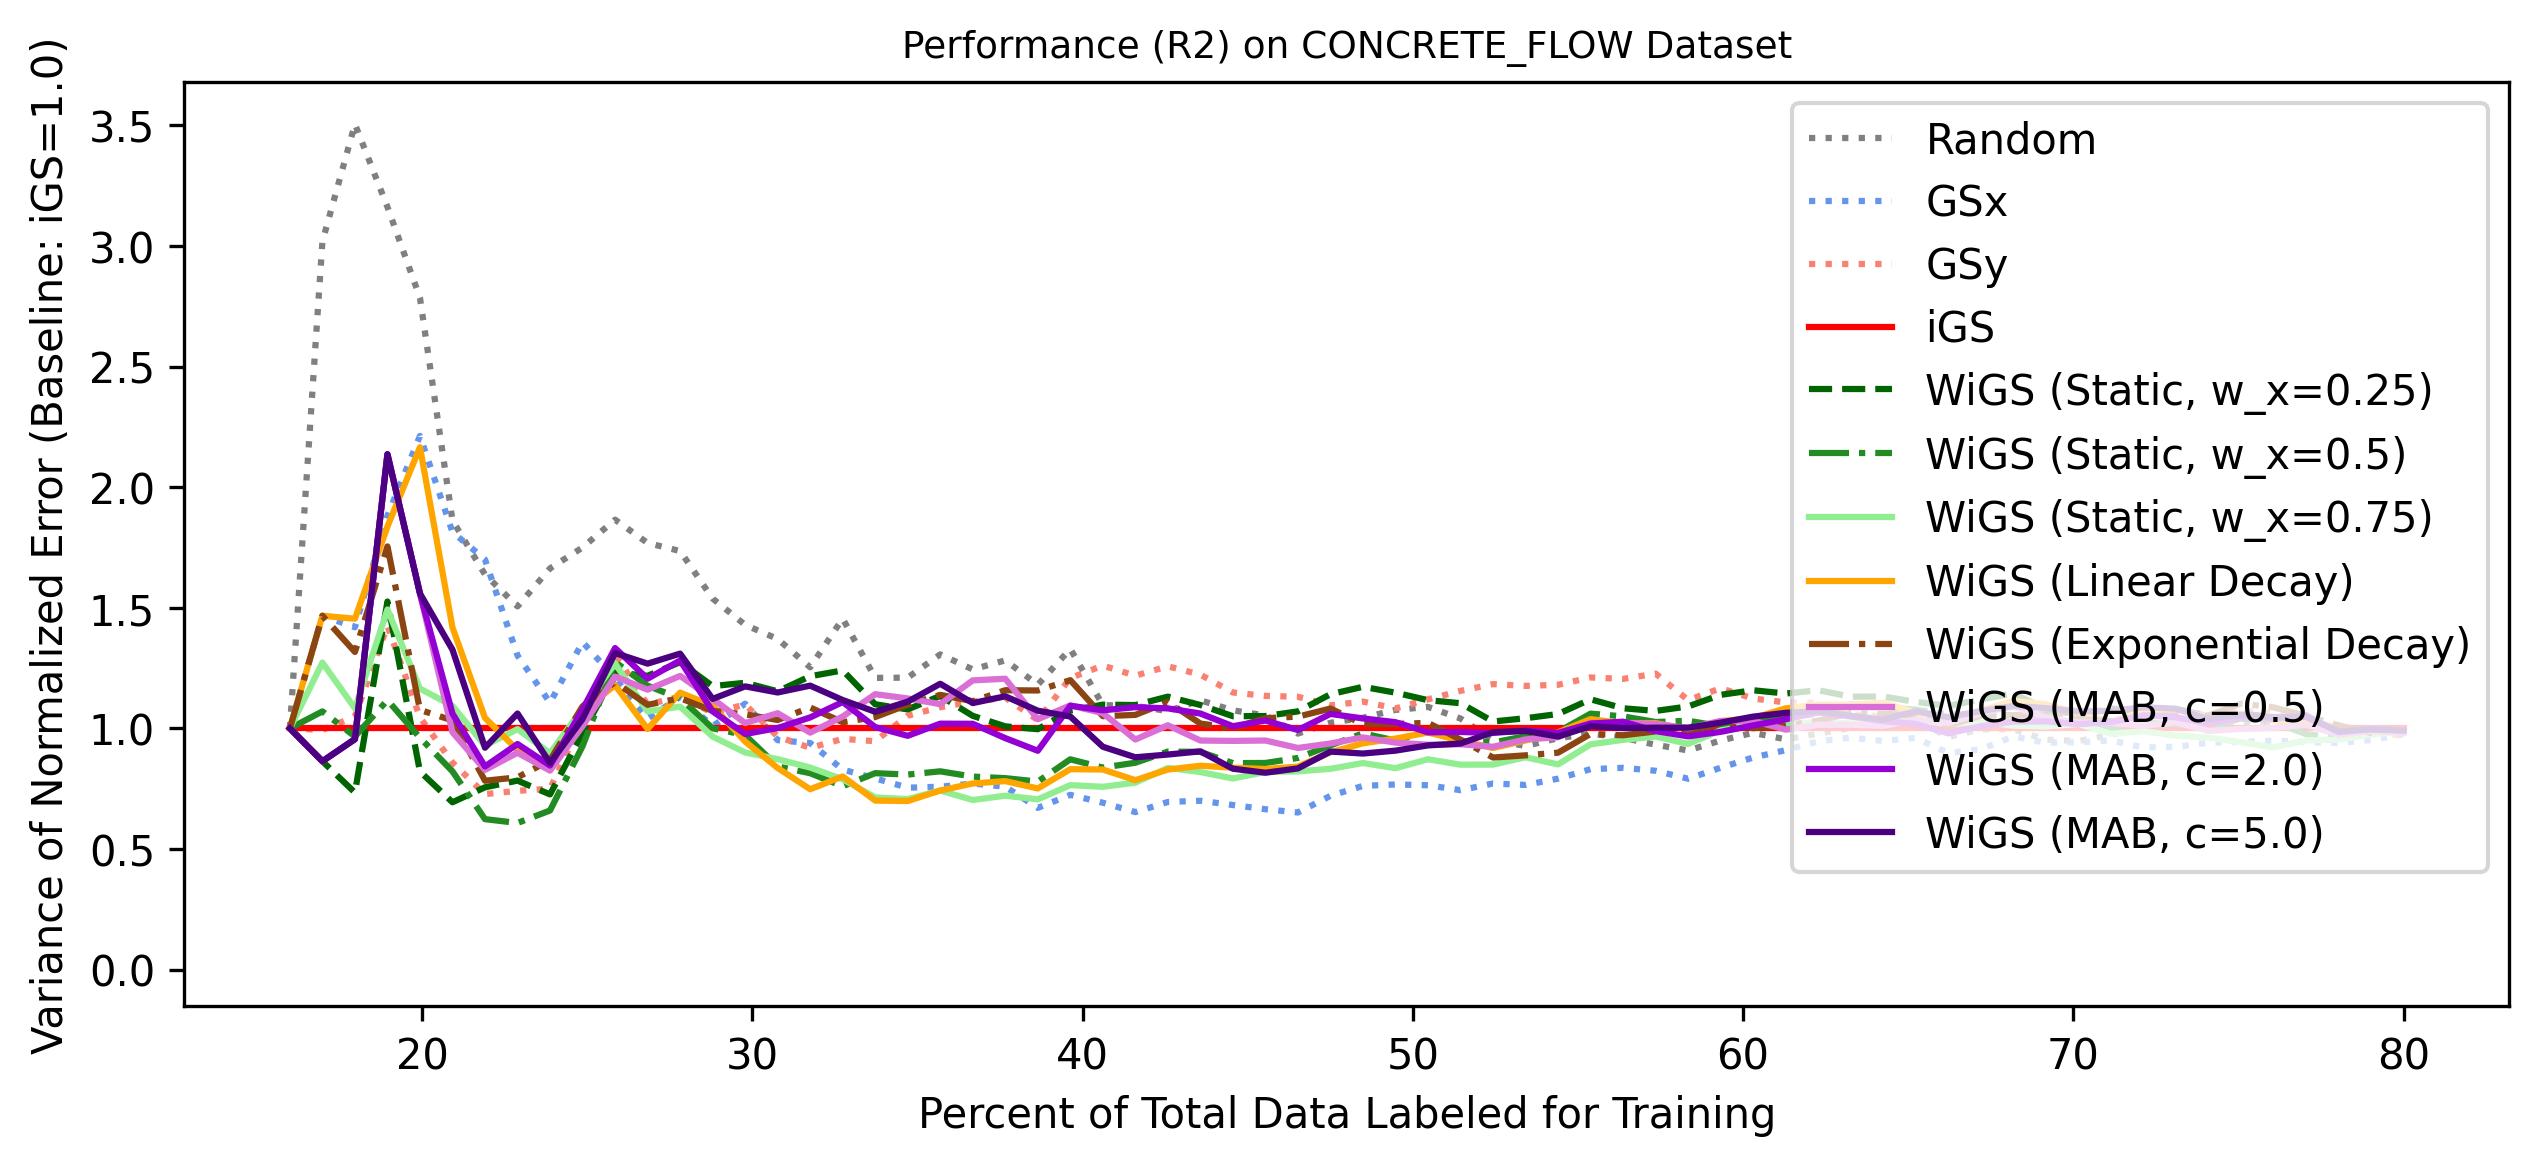 Performance (R2) on CONCRETE_FLOW Dataset
Variance of Normalized Error (Baseline: iGS=1.0)
3.5
3.0
2.5
2.0
1.5
1.0
0.5
0.0
Random
GSx
GSy
iGS
WiGS (Static, w_x=0.25)
WiGS (Static, w_x=0.5)
WiGS (Static, w_x=0.75)
WiGS (Linear Decay)
WiGS (Exponential Decay)
WiGS (MAB, c=0.5)
WiGS (MAB, c=2.0)
WiGS (MAB, c=5.0)
20 30 40 50 60 70 80
Percent of Total Data Labeled for Training